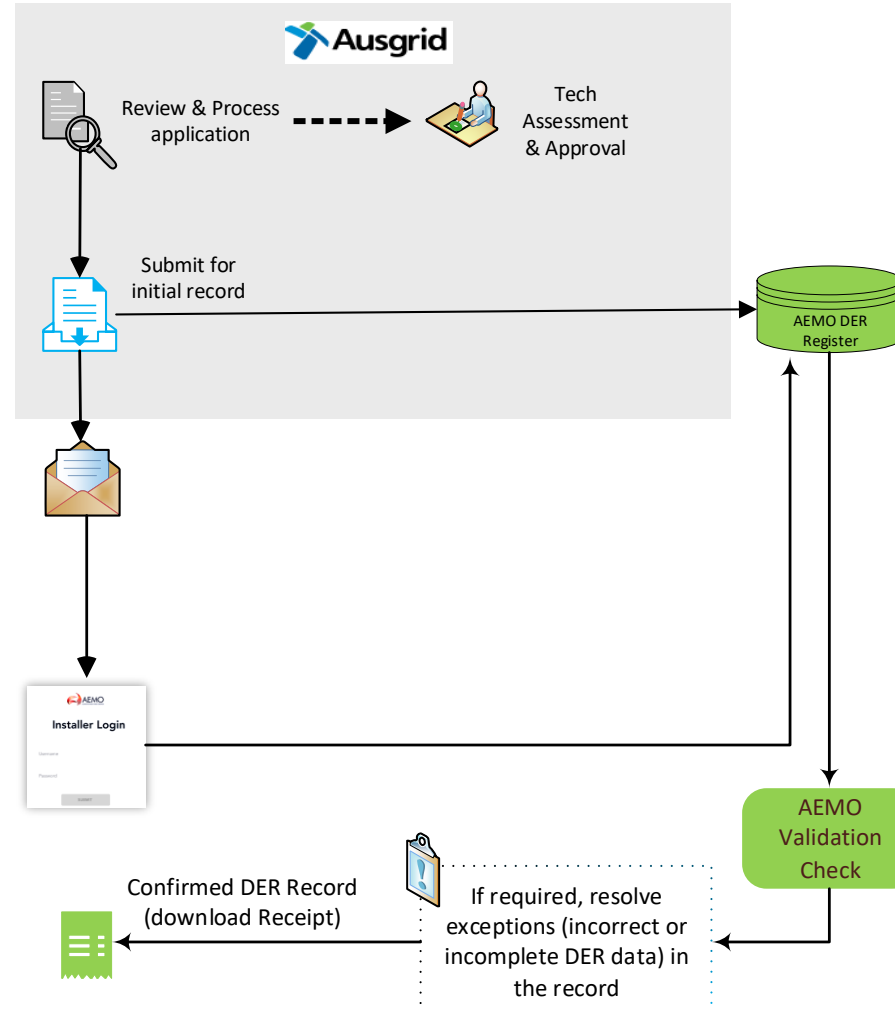 Ausgrid
Review & Process
application
Tech
Assessment
& Approval
Submit for
initial record
AEMO DER
Register
AEMO
Installer Login
Username
Password
SUBMIT
AEMO
Validation
Check
Confirmed DER Record
(download Receipt)
If required, resolve
exceptions (incorrect or
incomplete DER data) in
the record